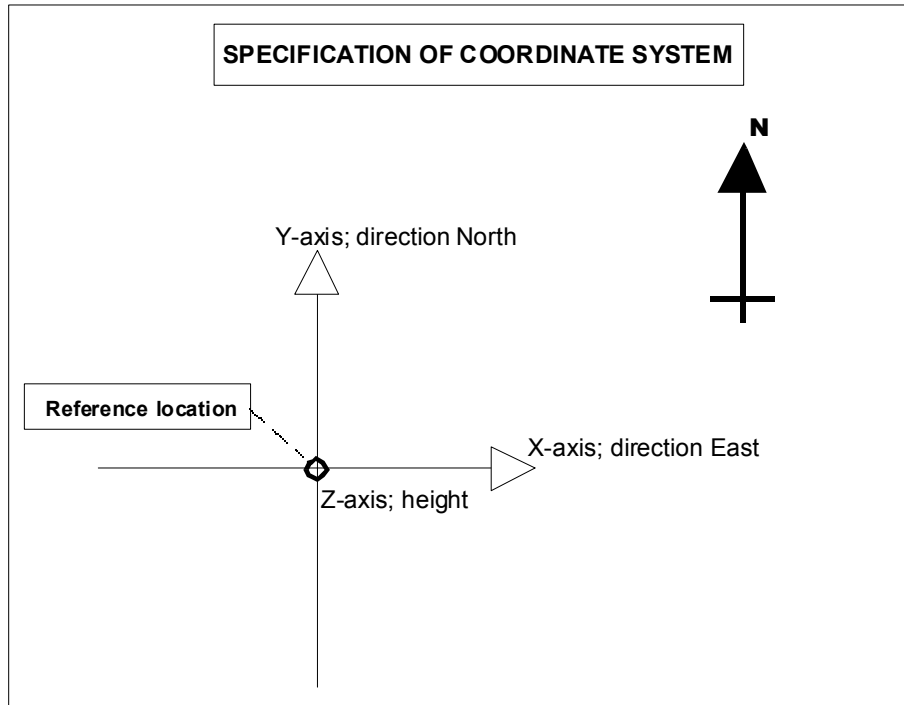 SPECIFICATION OF COORDINATE SYSTEM
N
Y-axis; direction North
Reference location
X-axis; direction East
Z-axis; height